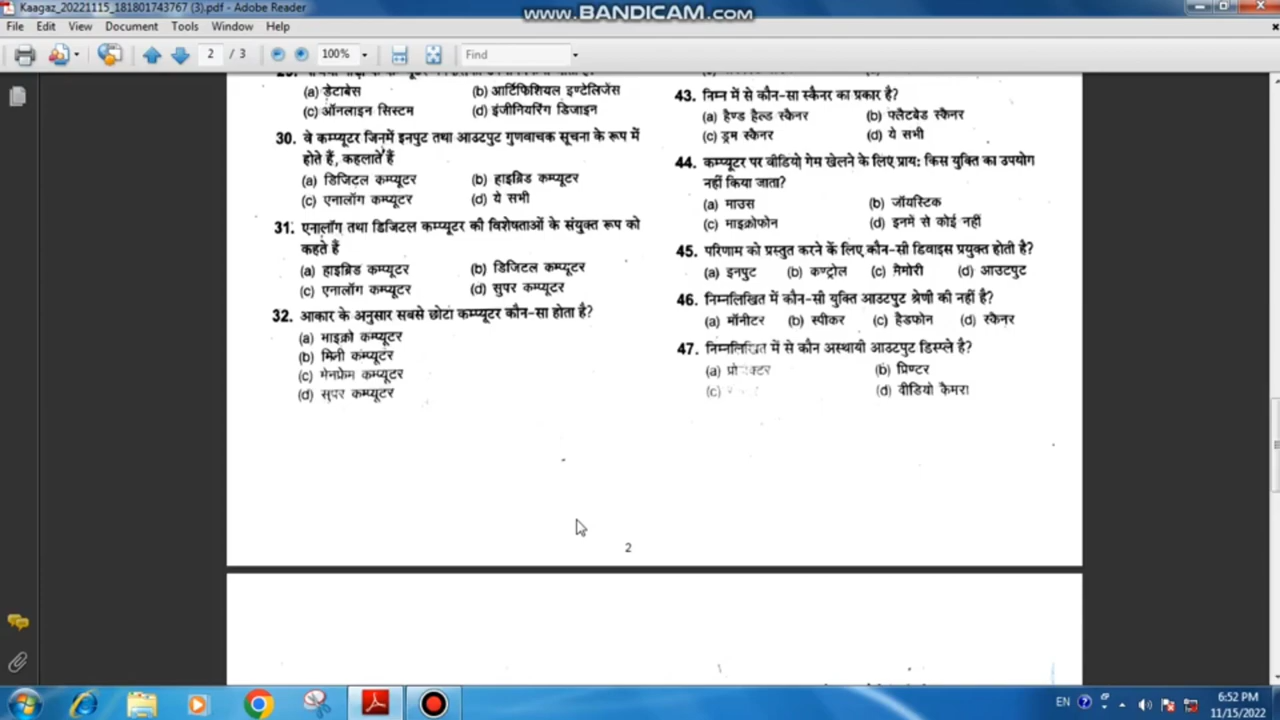 Kaagaz_20221115_181801743767 (3).pdf - Adobe Reader
www.BANDICAM.com
File Edit View Document Tools Window Help
2 / 3 100% Find
(a) डेटाबेस (b) आर्टिफिशियल इण्टेलिजेंस
(c) ऑनलाइन सिस्टम (d) इंजीनियरिंग डिजाइन
30. वे कम्प्यूटर जिनमें इनपुट तथा आउटपुट गुणवाचक सूचना के रूप में
होते हैं, कहलाते हैं
(a) डिजिटल कम्प्यूटर (b) हाइब्रिड कम्प्यूटर
(c) एनालॉग कम्प्यूटर (d) ये सभी
31. एनालॉग तथा डिजिटल कम्प्यूटर की विशेषताओं के संयुक्त रूप को
कहते हैं
(a) हाइब्रिड कम्प्यूटर (b) डिजिटल कम्प्यूटर
(c) एनालॉग कम्प्यूटर (d) सुपर कम्प्यूटर
32. आकार के अनुसार सबसे छोटा कम्प्यूटर कौन-सा होता है?
(a) माइक्रो कम्प्यूटर
(b) मिनी कम्प्यूटर
(c) मेनफ्रेम कम्प्यूटर
(d) सुपर कम्प्यूटर
43. निम्न में से कौन-सा स्कैनर का प्रकार है?
(a) हैण्ड हैल्ड स्कैनर (b) फ्लैटबेड स्कैनर
(c) ड्रम स्कैनर (d) ये सभी
44. कम्प्यूटर पर वीडियो गेम खेलने के लिए प्राय: किस युक्ति का उपयोग
नहीं किया जाता?
(a) माउस (b) जॉयस्टिक
(c) माइक्रोफोन (d) इनमें से कोई नहीं
45. परिणाम को प्रस्तुत करने के लिए कौन-सी डिवाइस प्रयुक्त होती है?
(a) इनपुट (b) कण्ट्रोल (c) मेमोरी (d) आउटपुट
46. निम्नलिखित में कौन-सी युक्ति आउटपुट श्रेणी की नहीं है?
(a) मॉनीटर (b) स्पीकर (c) हैडफोन (d) स्कैनर
47. निम्नलिखित में से कौन अस्थायी आउटपुट डिस्प्ले है?
(a) (b) प्रिण्टर
(c) (d) वीडियो कैमरा
2
EN
6:52 PM
11/15/2022